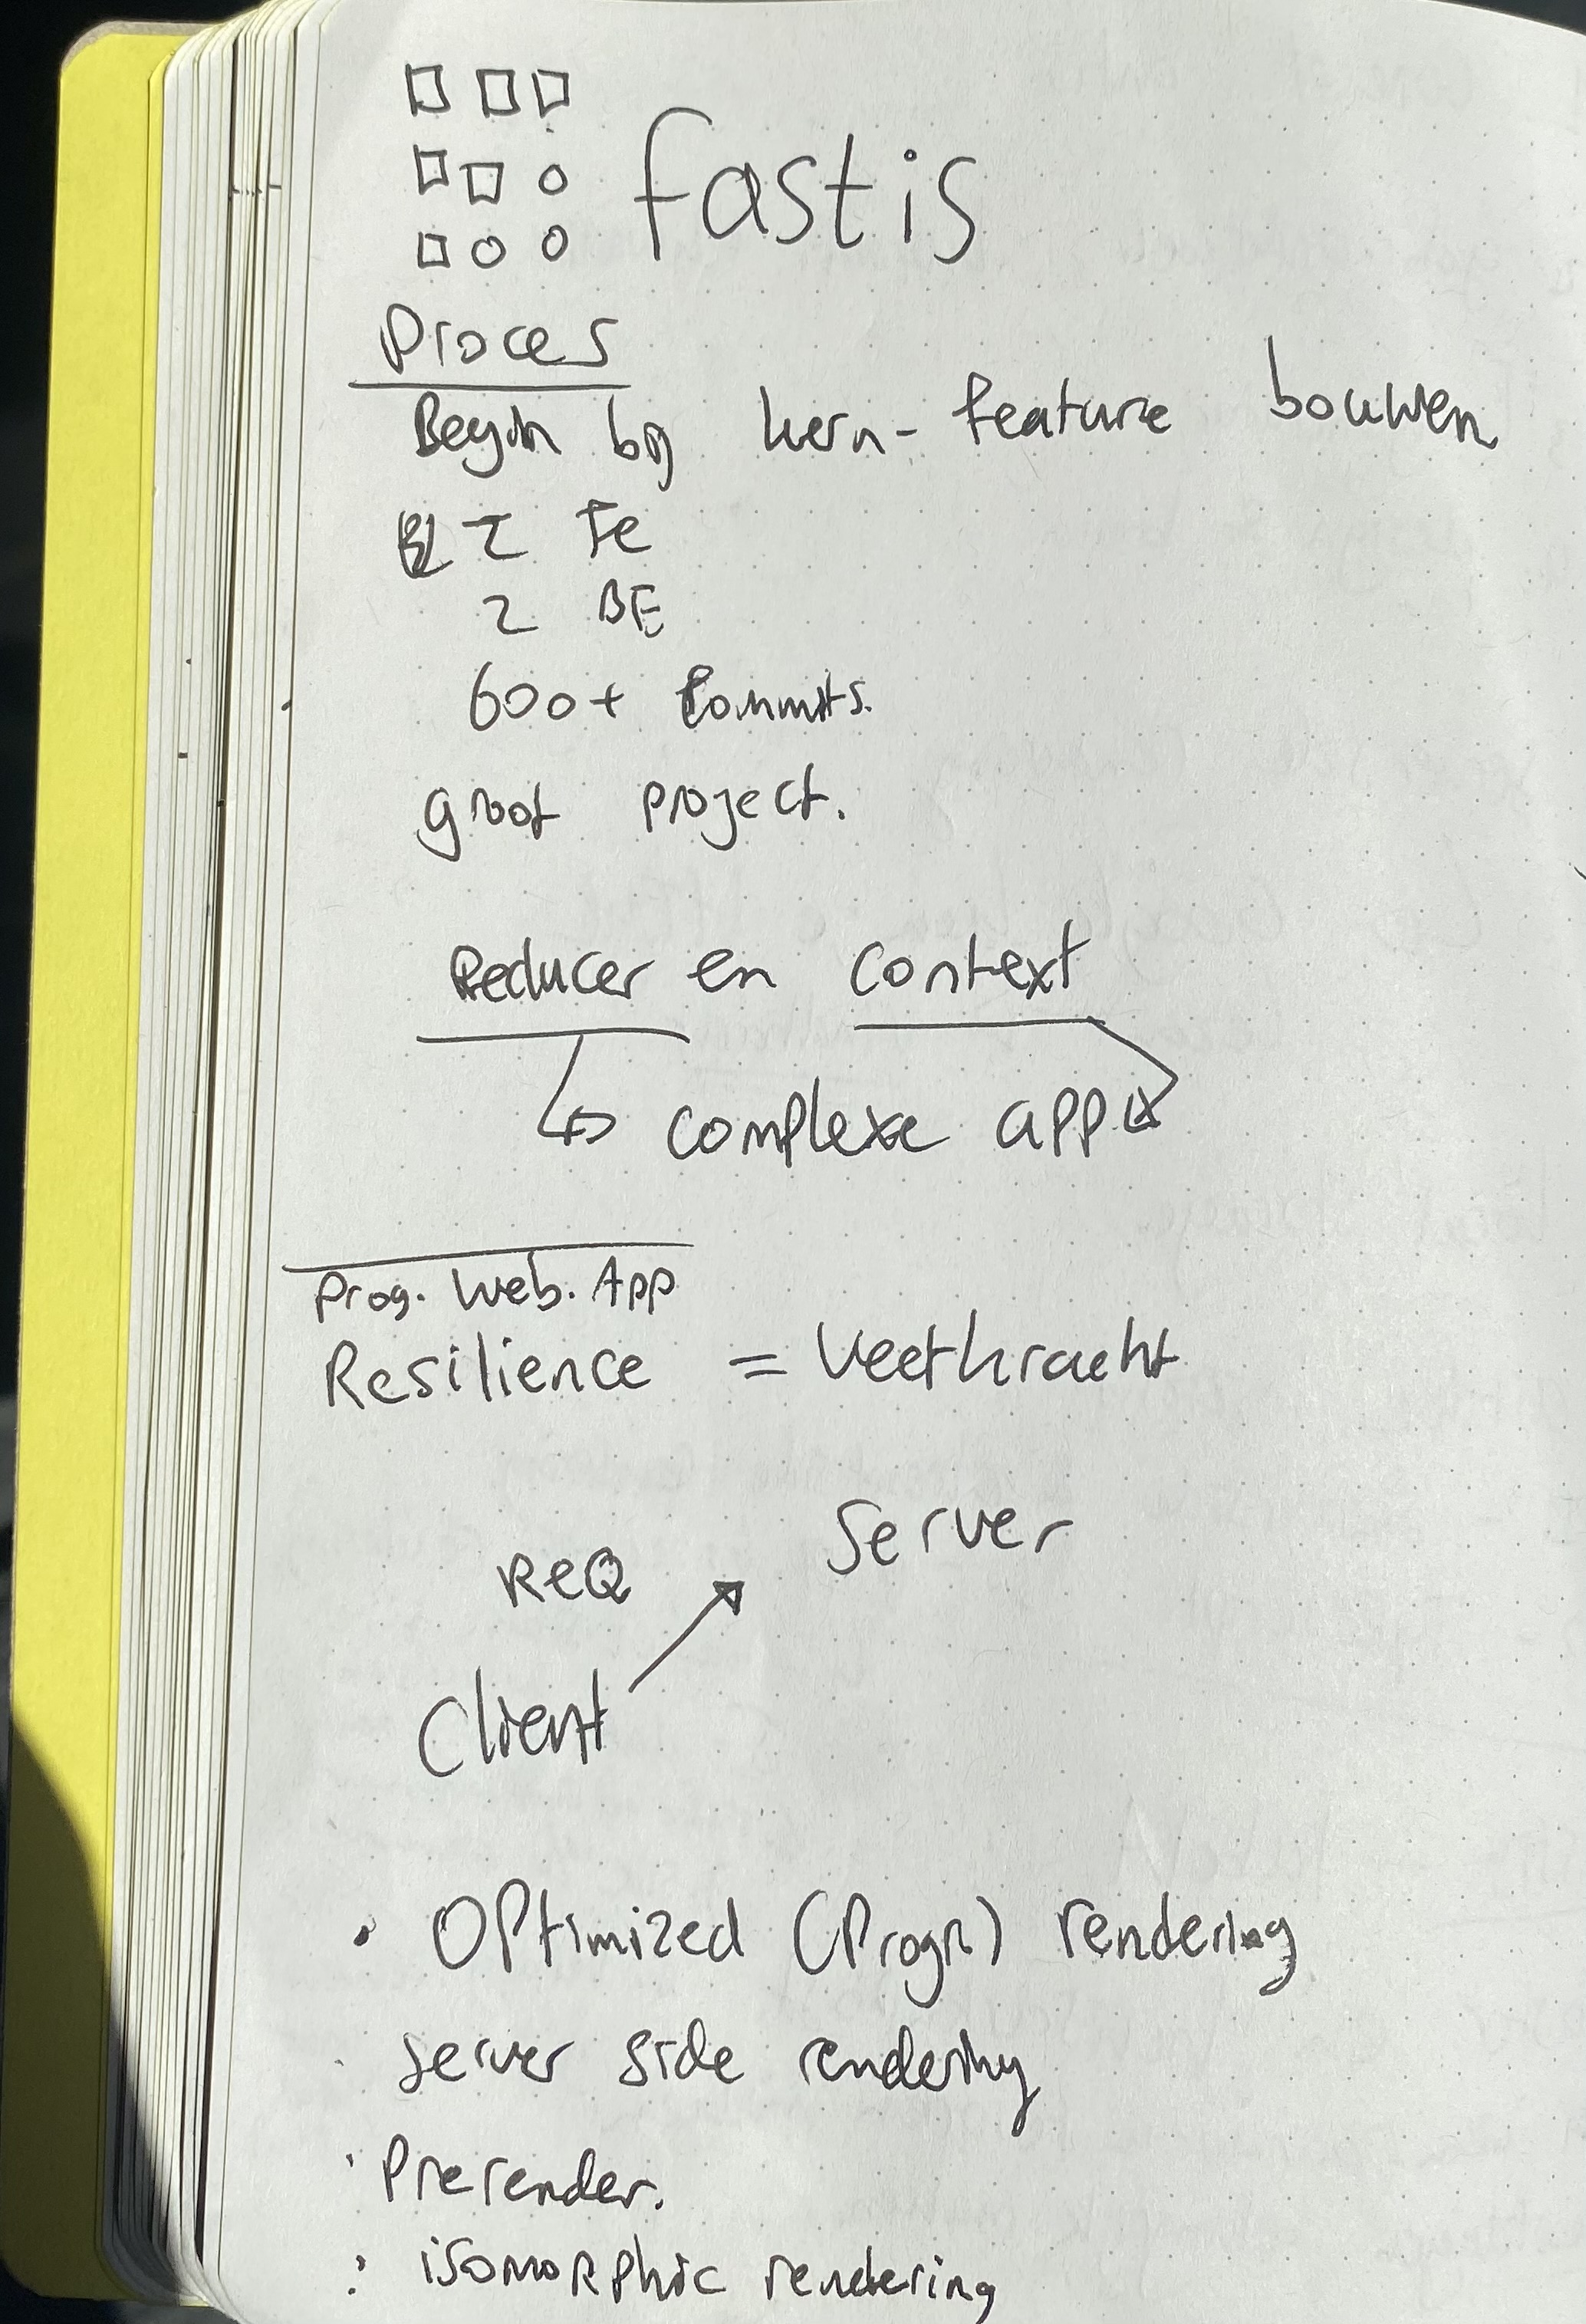 fastis
Proces
Begin bij kern-feature bouwen
2 Fe
2 BE
600+ Commits.
groot project.
Reducer en context
complexe app
Prog. Web. App
Resilience = Veerkracht
Server
REQ
Client
• Optimized (Progr) rendering
· Server side rendering
· Prerender.
: isomorphic rendering